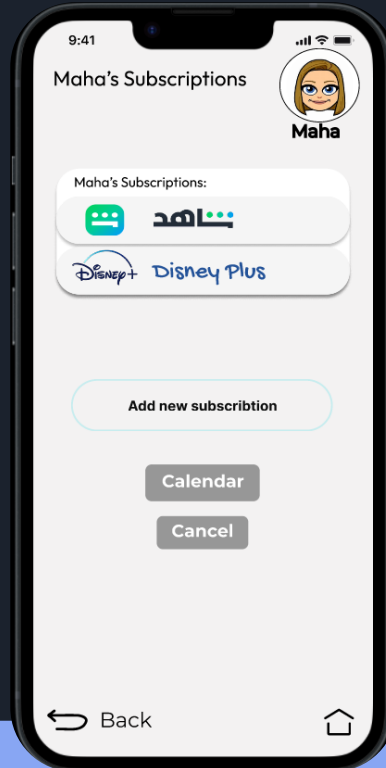 9:41
Maha's Subscriptions
Maha
Maha's Subscriptions:
شاهد
Disney+ Disney Plus
Add new subscribtion
Calendar
Cancel
Back